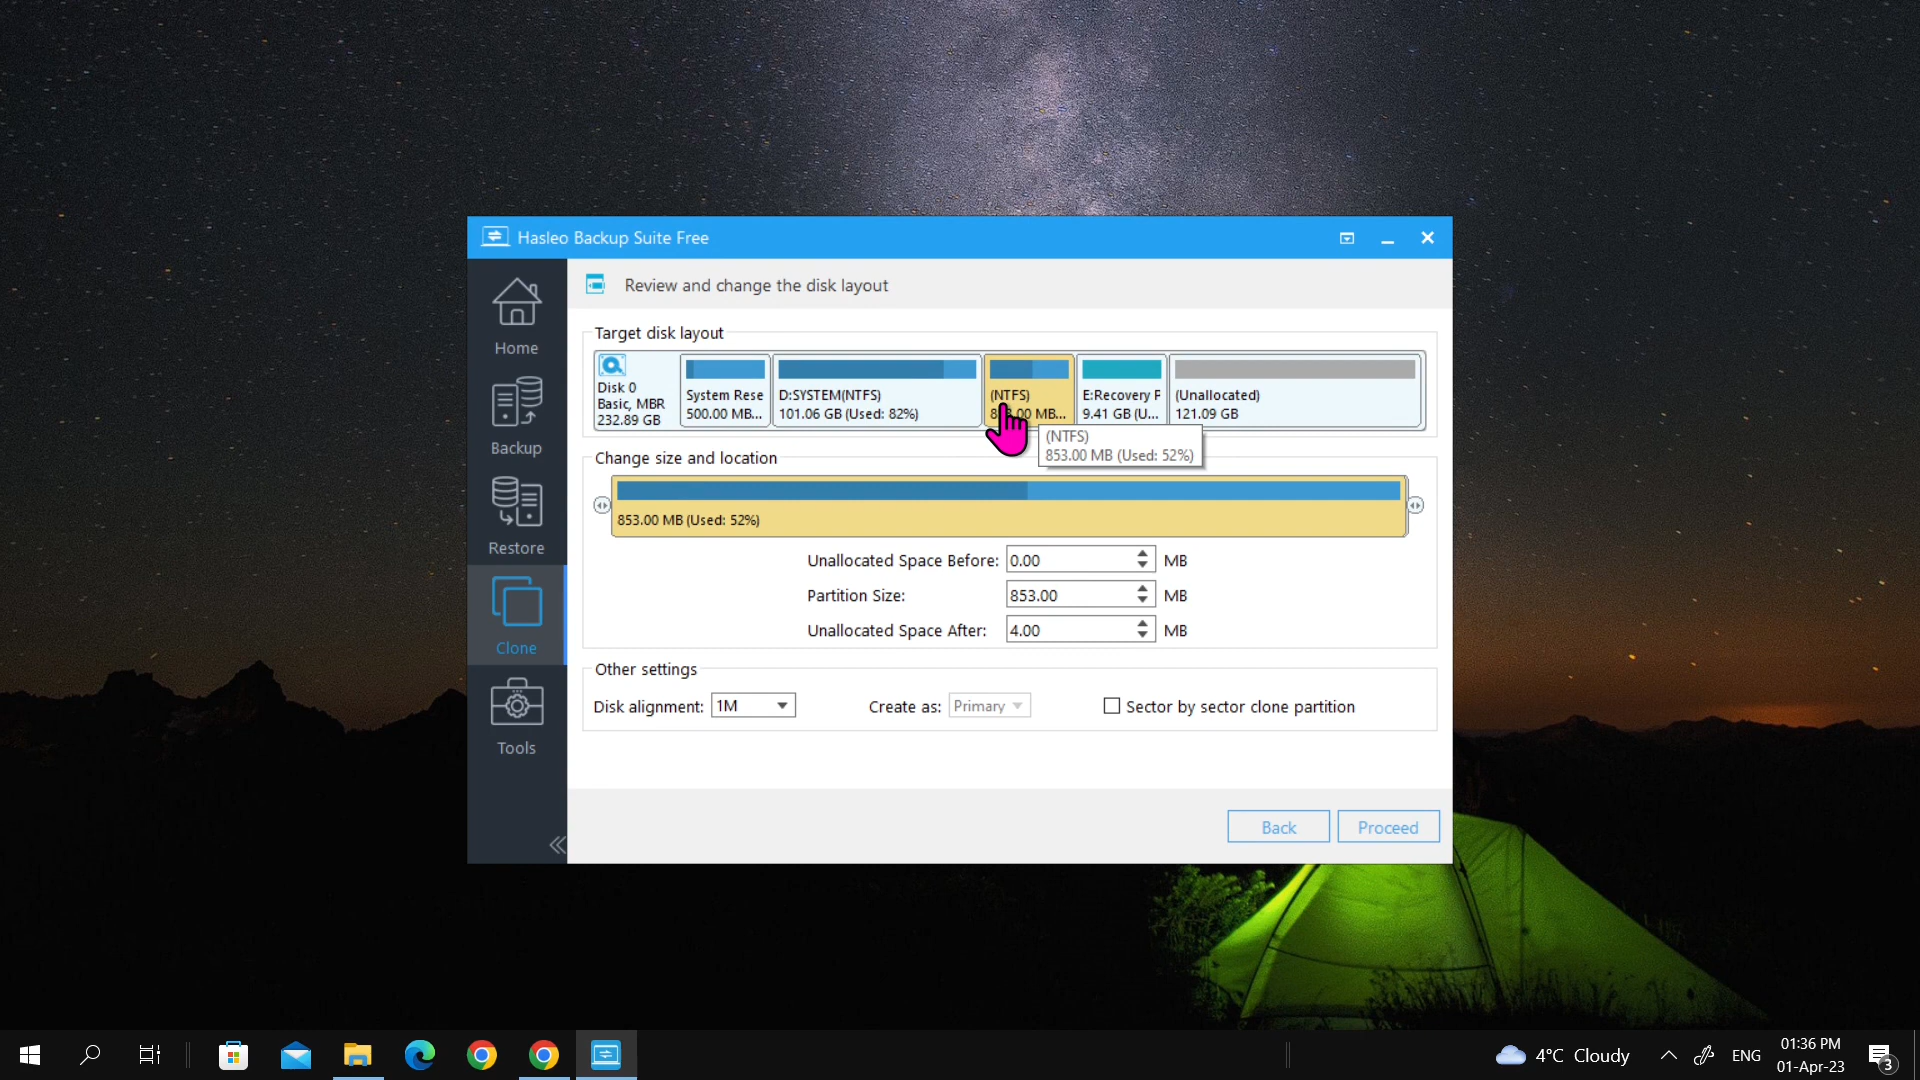 Hasleo Backup Suite Free
Home
Backup
Restore
Clone
Tools
Review and change the disk layout
Target disk layout
Disk 0
Basic, MBR
232.89 GB
System Rese
500.00 MB...
D:SYSTEM(NTFS)
101.06 GB (Used: 82%)
(NTFS)
MB...
E:Recovery P
9.41 GB (U...
(Unallocated)
121.09 GB
(NTFS)
853.00 MB (Used: 52%)
Change size and location
853.00 MB (Used: 52%)
Unallocated Space Before: 0.00 MB
Partition Size: 853.00 MB
Unallocated Space After: 4.00 MB
Other settings
Disk alignment: 1M Create as: Primary Sector by sector clone partition
Back Proceed
4°C Cloudy
ENG
01:36 PM
01-Apr-23
3